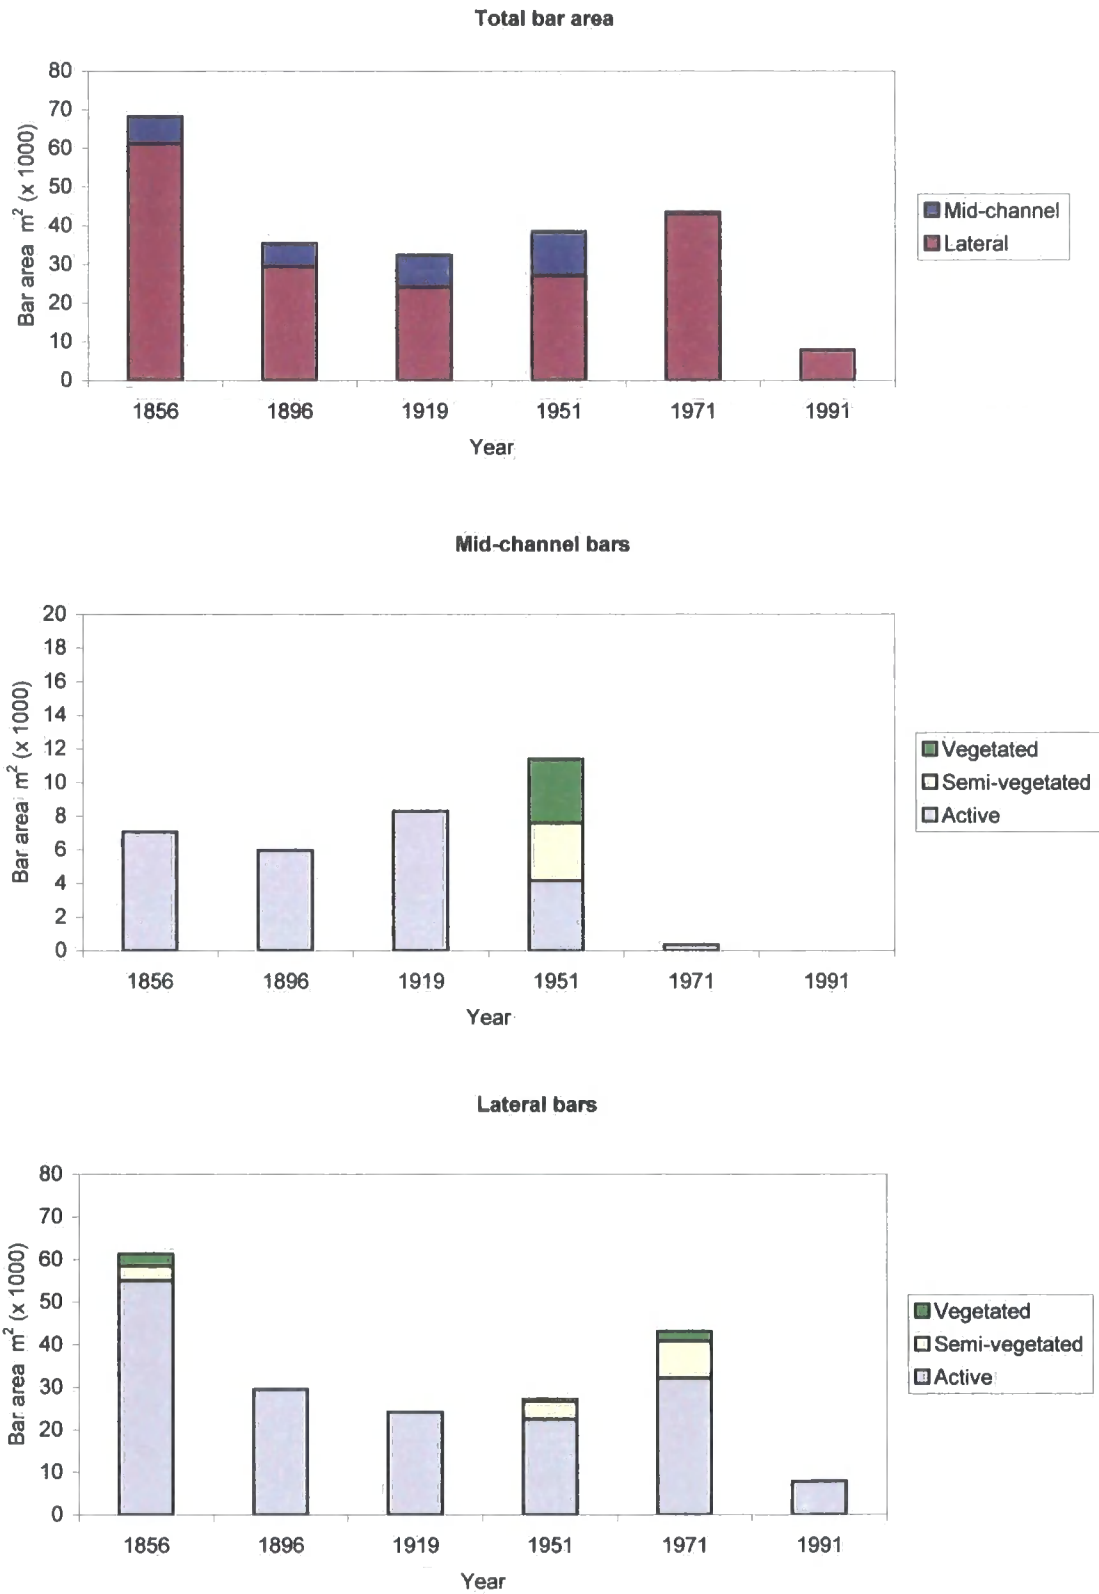 Total bar area
80
70
60
50
40
30
20
10
0
Bar area m² (x 1000)
1856 1896 1919 1951 1971 1991
Year
Mid-channel
Lateral
Mid-channel bars
20
18
16
14
12
10
8
6
4
2
0
Bar area m² (x 1000)
1856 1896 1919 1951 1971 1991
Year
Vegetated
Semi-vegetated
Active
Lateral bars
80
70
60
50
40
30
20
10
0
Bar area m² (x 1000)
1856 1896 1919 1951 1971 1991
Year
Vegetated
Semi-vegetated
Active